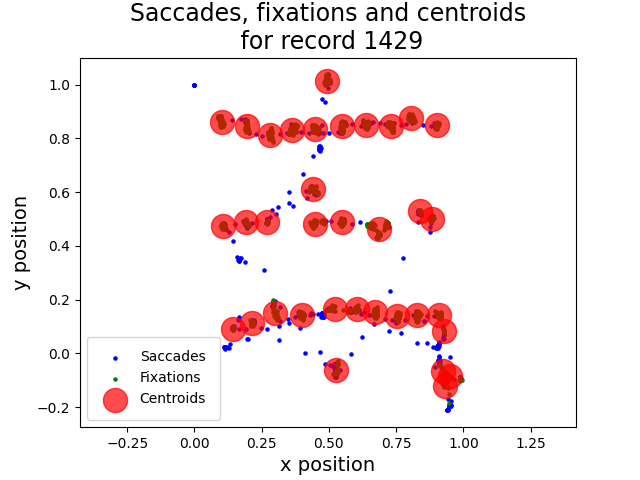 Saccades, fixations and centroids
for record 1429
y position
1.0
0.8
0.6
0.4
0.2
0.0
−0.2
Saccades
Fixations
Centroids
−0.25
0.00
0.25
0.50
0.75
1.00
1.25
x position